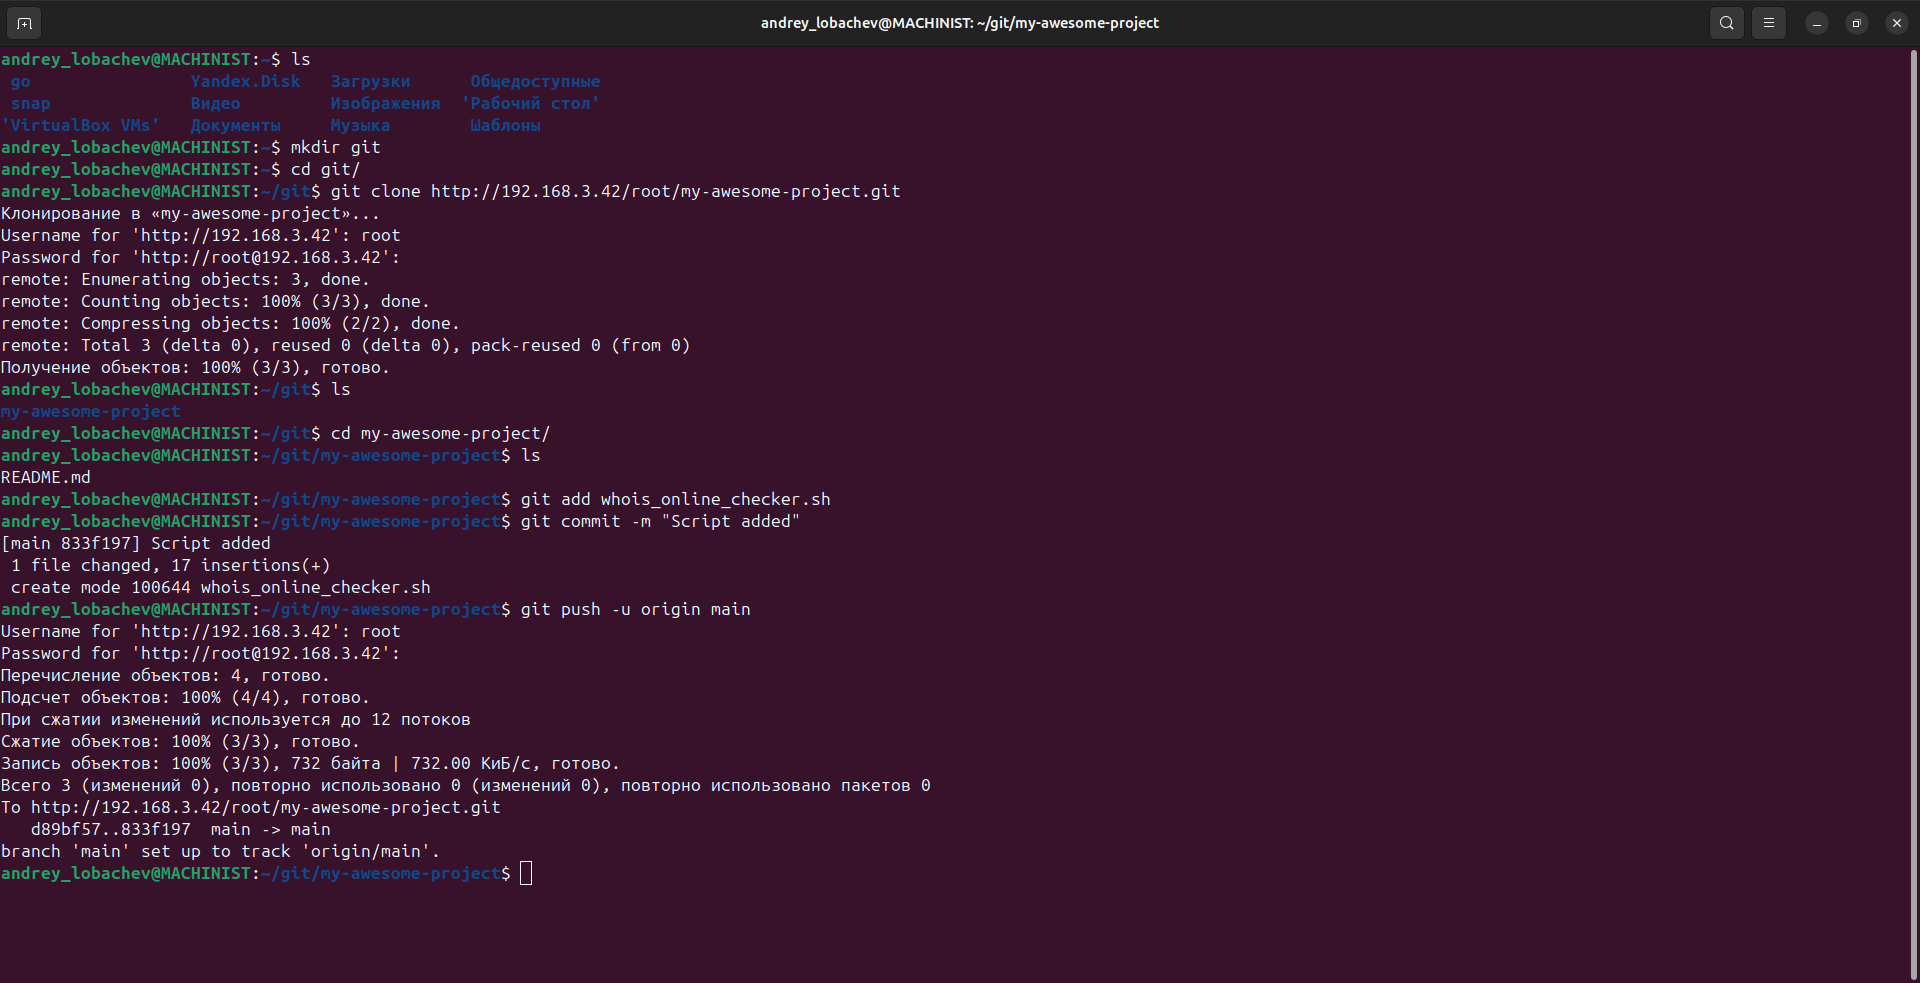 andrey_lobachev@MACHINIST: ~/git/my-awesome-project
andrey_lobachev@MACHINIST:~$ ls
go Yandex.Disk Загрузки Общедоступные
snap Видео Изображения 'Рабочий стол'
'VirtualBox VMs' Документы Музыка Шаблоны
andrey_lobachev@MACHINIST:~$ mkdir git
andrey_lobachev@MACHINIST:~$ cd git/
andrey_lobachev@MACHINIST:~/git$ git clone http://192.168.3.42/root/my-awesome-project.git
Клонирование в «my-awesome-project»...
Username for 'http://192.168.3.42': root
Password for 'http://root@192.168.3.42':
remote: Enumerating objects: 3, done.
remote: Counting objects: 100% (3/3), done.
remote: Compressing objects: 100% (2/2), done.
remote: Total 3 (delta 0), reused 0 (delta 0), pack-reused 0 (from 0)
Получение объектов: 100% (3/3), готово.
andrey_lobachev@MACHINIST:~/git$ ls
my-awesome-project
andrey_lobachev@MACHINIST:~/git$ cd my-awesome-project/
andrey_lobachev@MACHINIST:~/git/my-awesome-project$ ls
README.md
andrey_lobachev@MACHINIST:~/git/my-awesome-project$ git add whois_online_checker.sh
andrey_lobachev@MACHINIST:~/git/my-awesome-project$ git commit -m "Script added"
[main 833f197] Script added
1 file changed, 17 insertions(+)
create mode 100644 whois_online_checker.sh
andrey_lobachev@MACHINIST:~/git/my-awesome-project$ git push -u origin main
Username for 'http://192.168.3.42': root
Password for 'http://root@192.168.3.42':
Перечисление объектов: 4, готово.
Подсчет объектов: 100% (4/4), готово.
При сжатии изменений используется до 12 потоков
Сжатие объектов: 100% (3/3), готово.
Запись объектов: 100% (3/3), 732 байта | 732.00 КиБ/с, готово.
Всего 3 (изменений 0), повторно использовано 0 (изменений 0), повторно использовано пакетов 0
To http://192.168.3.42/root/my-awesome-project.git
d89bf57..833f197 main -> main
branch 'main' set up to track 'origin/main'.
andrey_lobachev@MACHINIST:~/git/my-awesome-project$